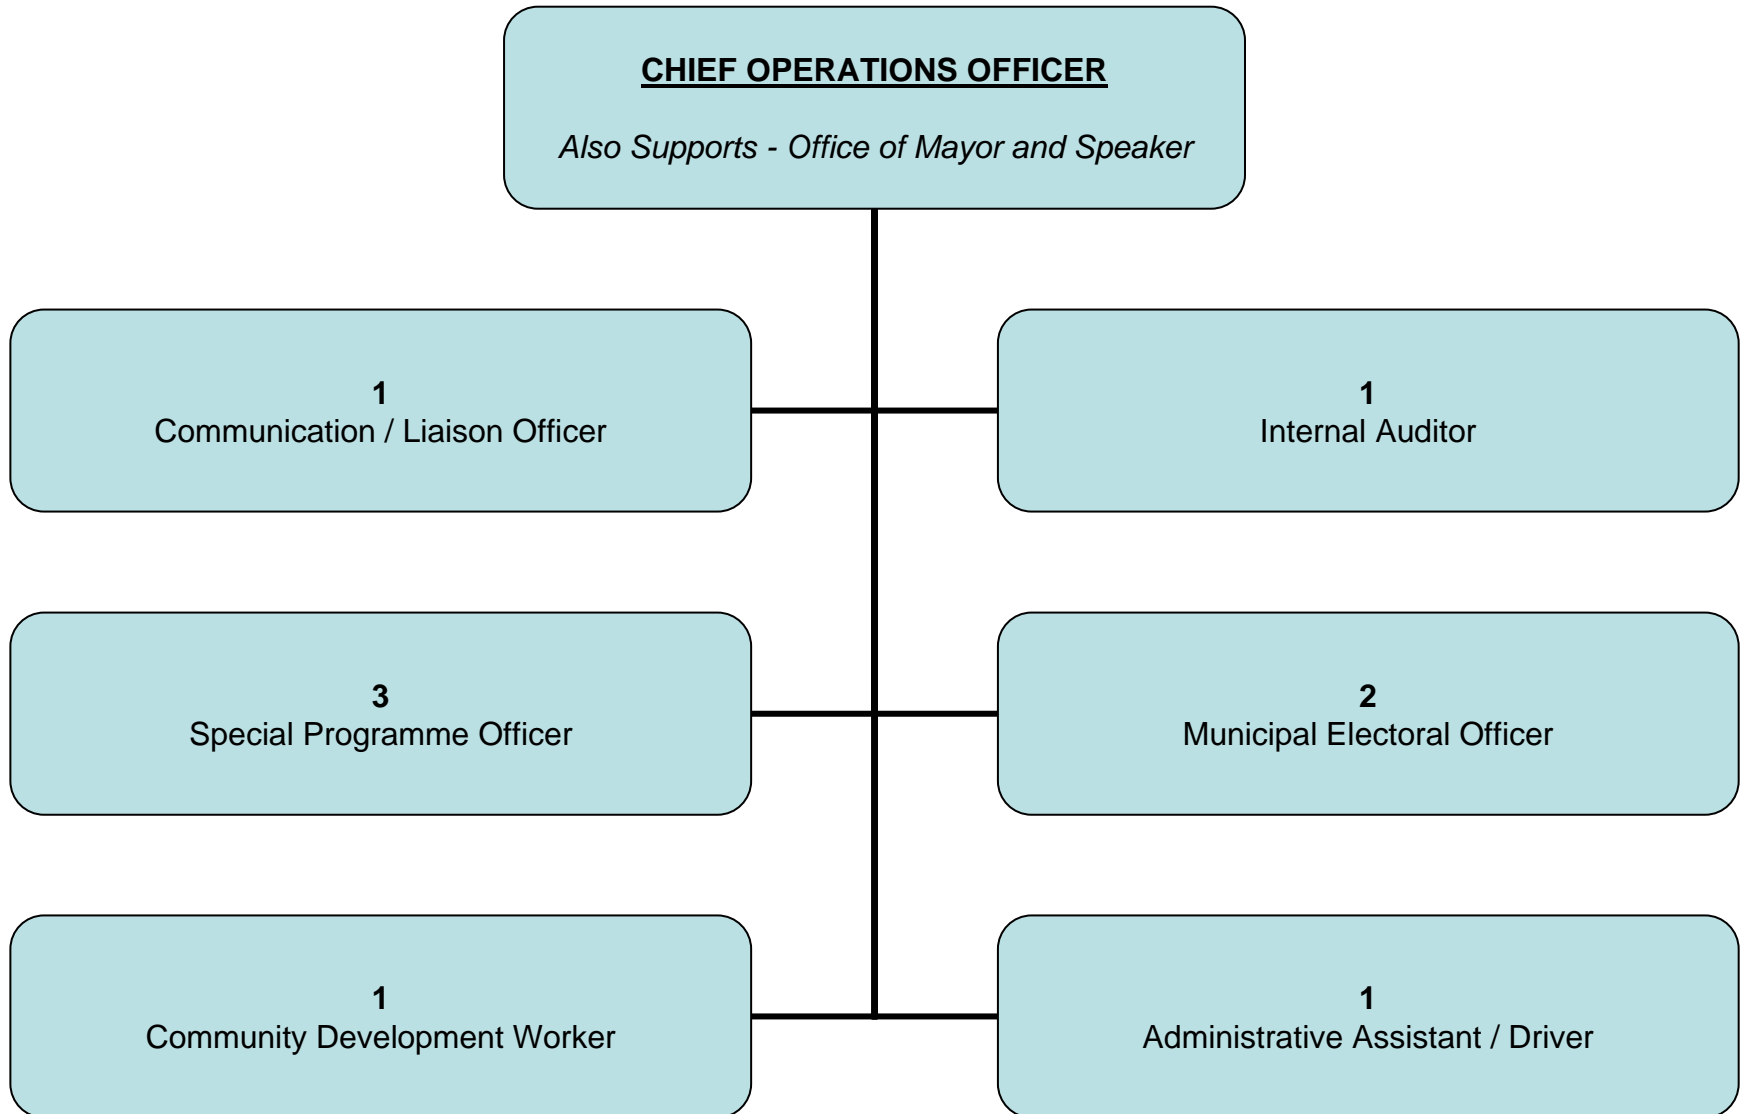 CHIEF OPERATIONS OFFICER
Also Supports - Office of Mayor and Speaker
1
Communication / Liaison Officer
1
Internal Auditor
3
Special Programme Officer
2
Municipal Electoral Officer
1
Community Development Worker
1
Administrative Assistant / Driver